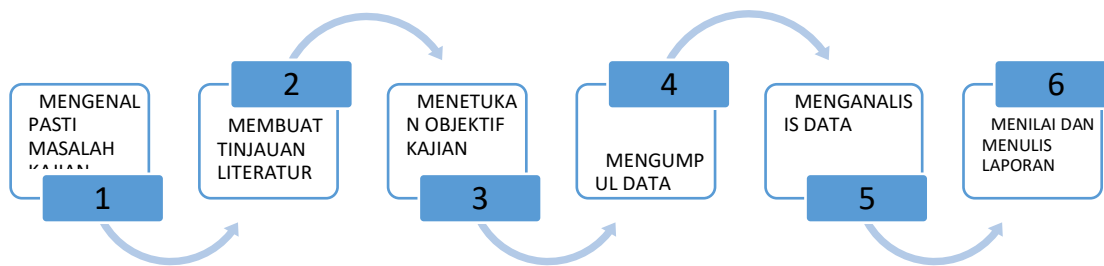 MENGENAL
PASTI
MASALAH
KAJIAN
1
2
MEMBUAT
TINJAUAN
LITERATUR
MENETUKA
N OBJEKTIF
KAJIAN
3
4
MENGUMP
UL DATA
MENGANALIS
IS DATA
5
6
MENILAI DAN
MENULIS
LAPORAN